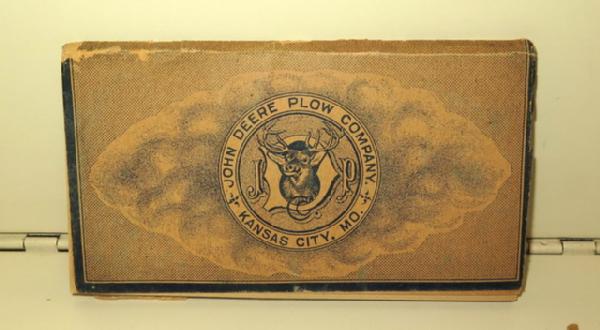 JOHN DEERE PLOW COMPANY.
J D P C
KANSAS CITY, MO.